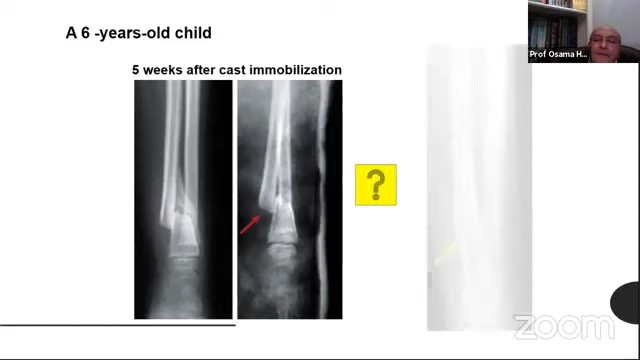 A 6 -years-old child
Prof Osama H...
5 weeks after cast immobilization
?
zoom